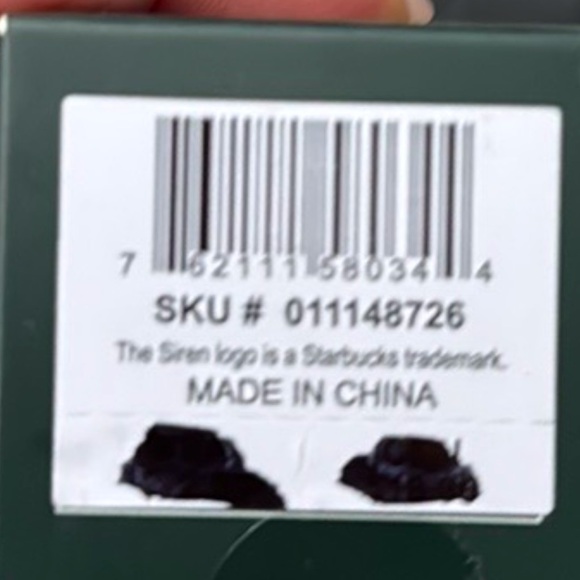 7 62111 58034 4
SKU # 011148726
The Siren logo is a Starbucks trademark.
MADE IN CHINA